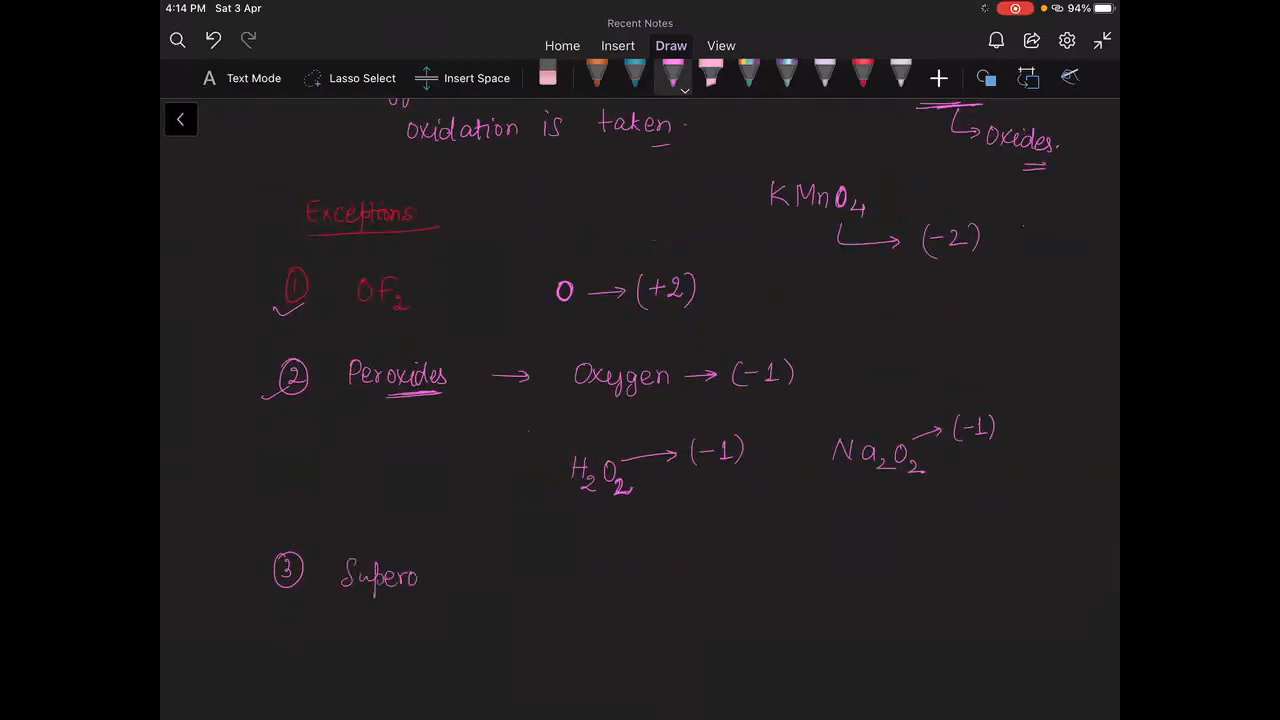 4:14 PM Sat 3 Apr
94%
Recent Notes
Home Insert Draw View
Text Mode Lasso Select Insert Space
oxidation is taken.
oxides.
KMnO4
(-2)
Exceptions
① OF2 O → (+2)
② Peroxides → Oxygen → (-1)
H2O2 → (-1) Na2O2 → (-1)
③ Supero